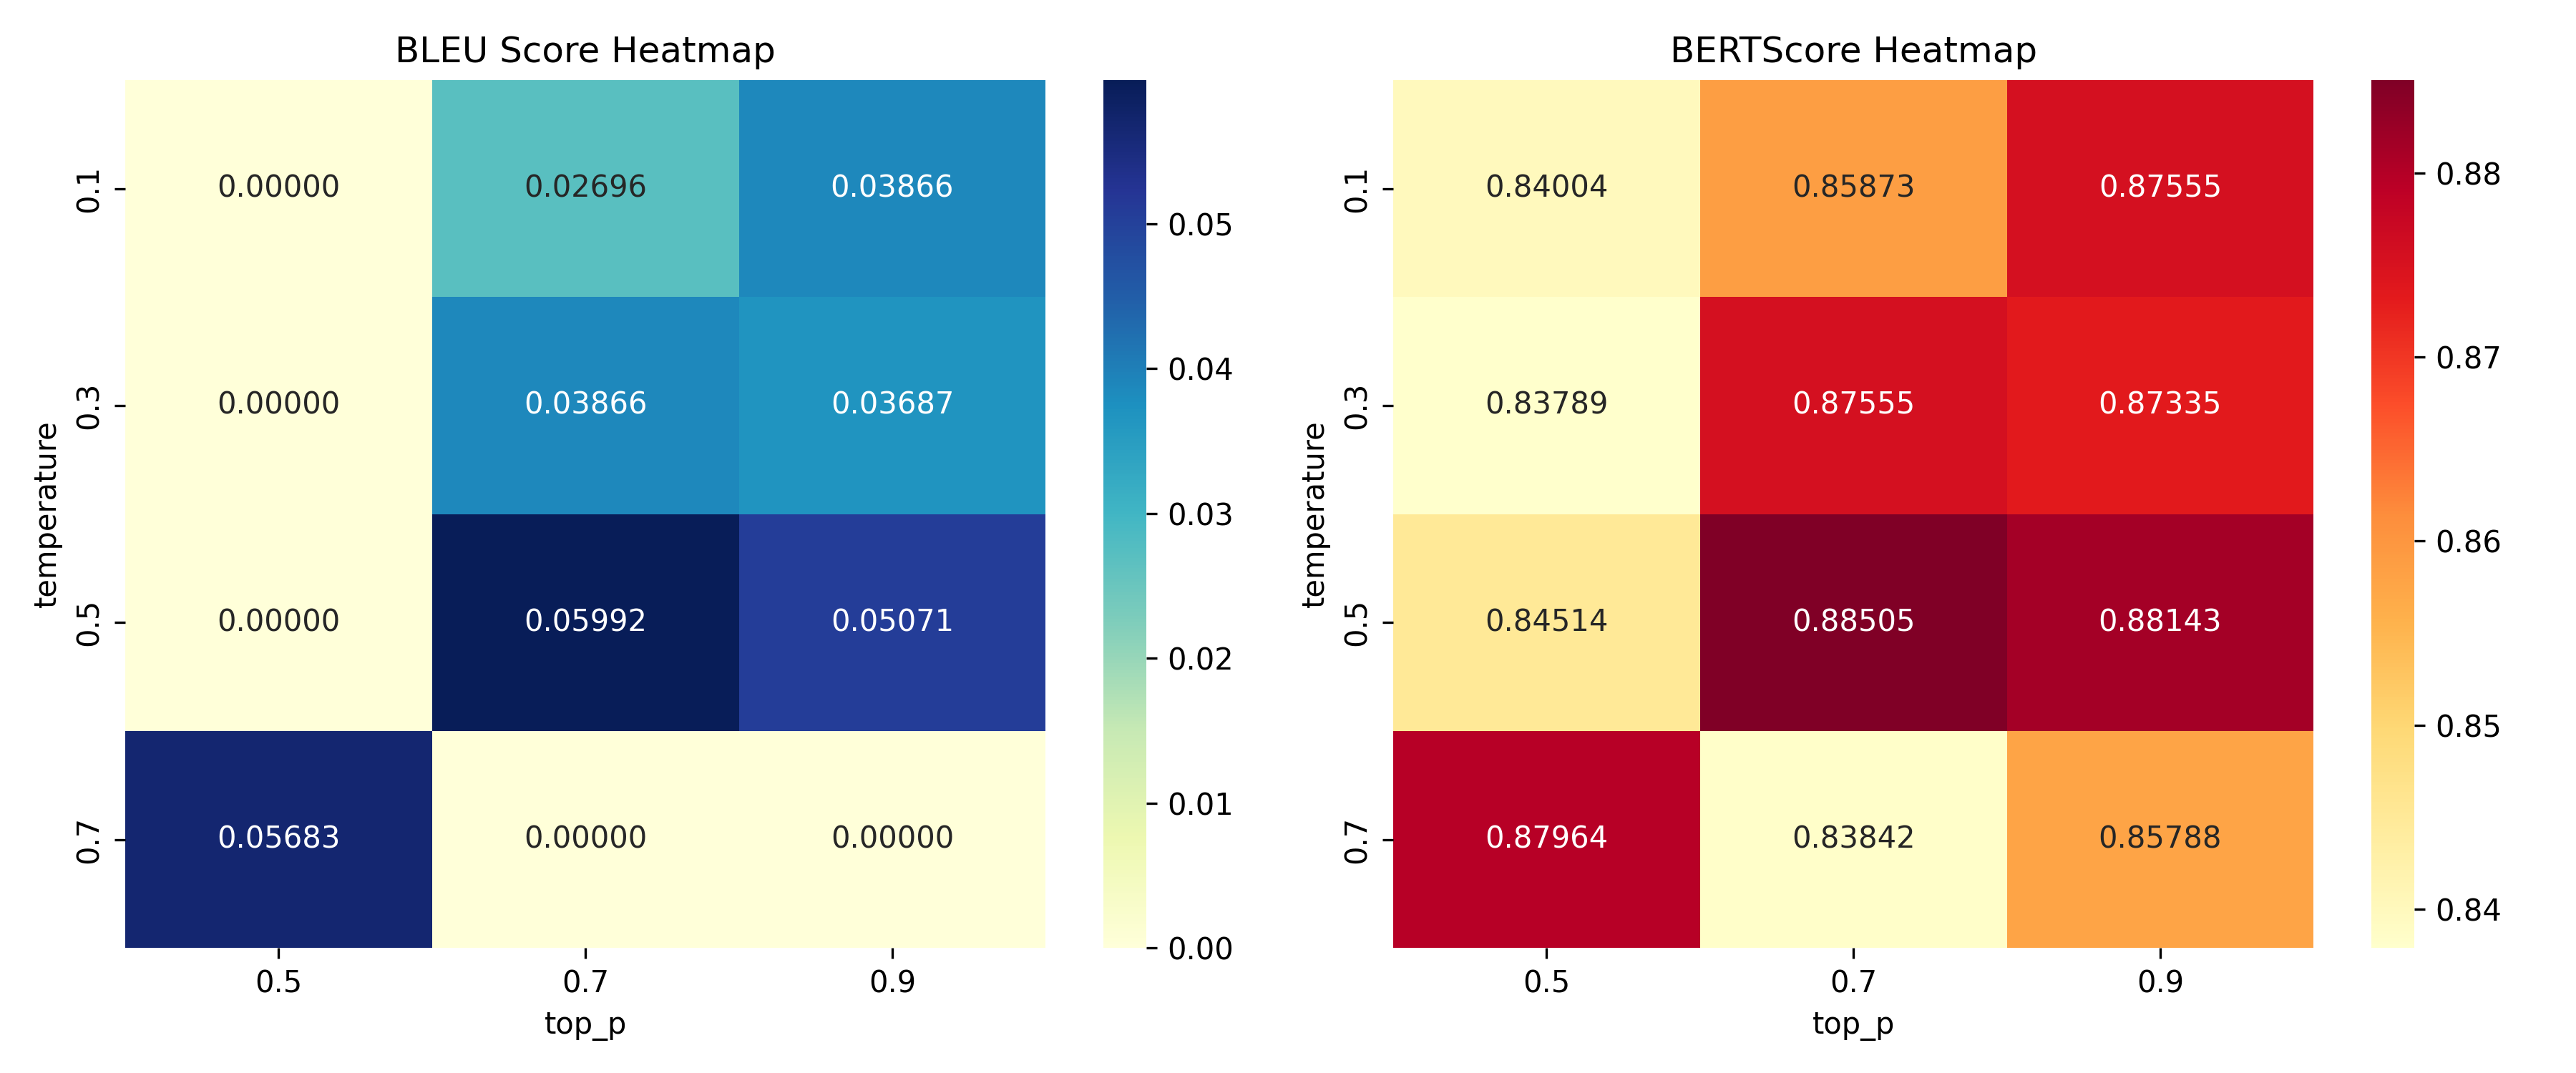 BLEU Score Heatmap
temperature
0.1
0.00000 0.02696 0.03866
0.3
0.00000 0.03866 0.03687
0.5
0.00000 0.05992 0.05071
0.7
0.05683 0.00000 0.00000
0.5 0.7 0.9
top_p
0.05
0.04
0.03
0.02
0.01
0.00
BERTScore Heatmap
temperature
0.1
0.84004 0.85873 0.87555
0.3
0.83789 0.87555 0.87335
0.5
0.84514 0.88505 0.88143
0.7
0.87964 0.83842 0.85788
0.5 0.7 0.9
top_p
0.88
0.87
0.86
0.85
0.84